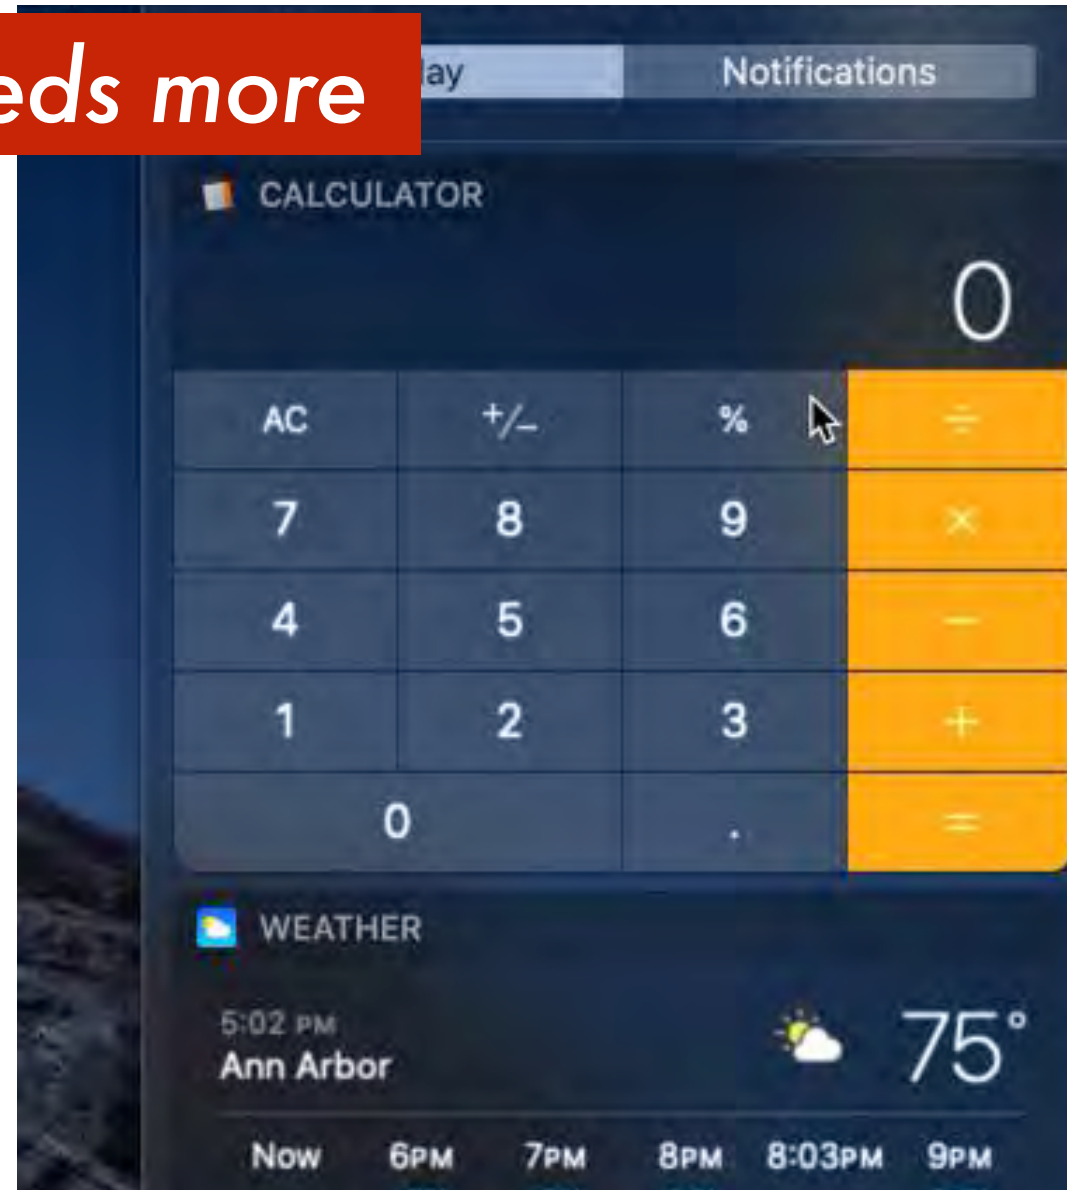 eds more
lay Notifications
CALCULATOR
0
AC +/− % ÷
7 8 9 ×
4 5 6 −
1 2 3 +
0 . =
WEATHER
5:02 PM
Ann Arbor 75°
Now 6PM 7PM 8PM 8:03PM 9PM